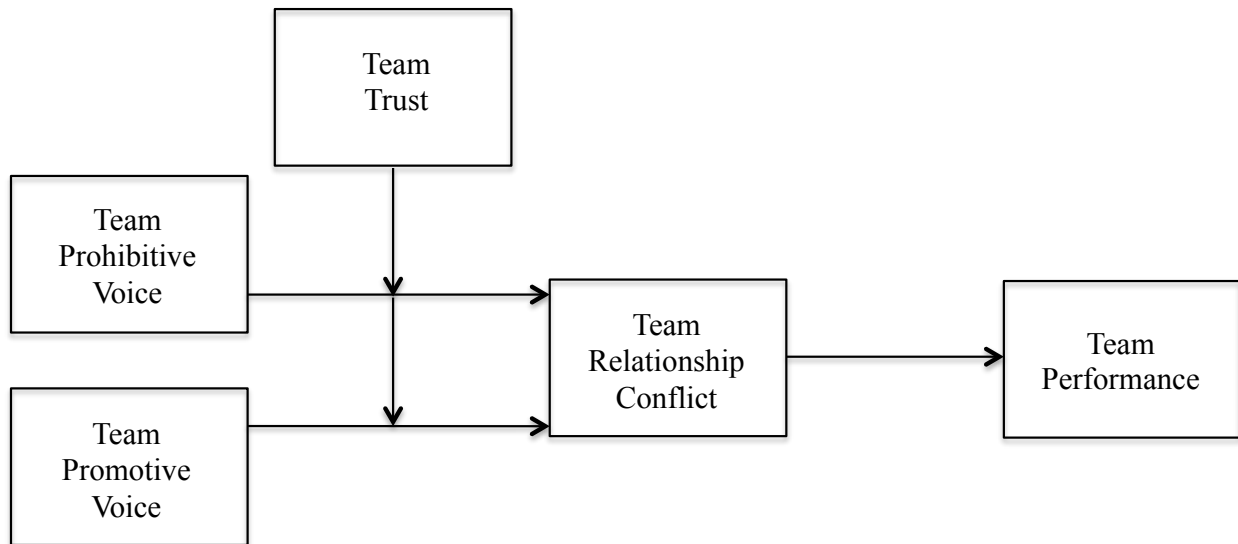 Team
Trust
Team
Prohibitive
Voice
Team
Promotive
Voice
Team
Relationship
Conflict
Team
Performance